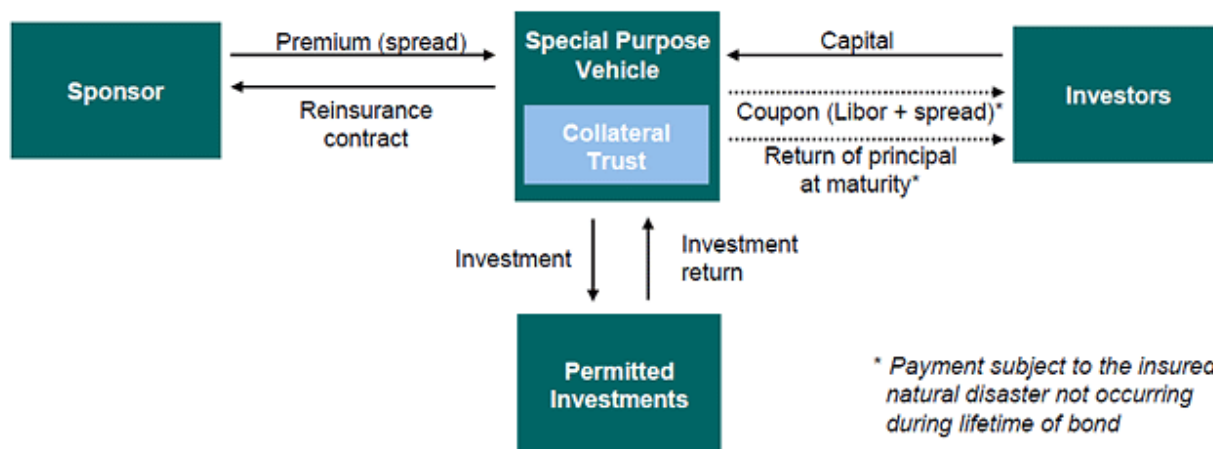 Sponsor
Premium (spread)
Reinsurance
contract
Special Purpose
Vehicle
Collateral
Trust
Capital
Coupon (Libor + spread)*
Return of principal
at maturity*
Investors
Investment
Investment
return
Permitted
Investments
* Payment subject to the insured
natural disaster not occurring
during lifetime of bond